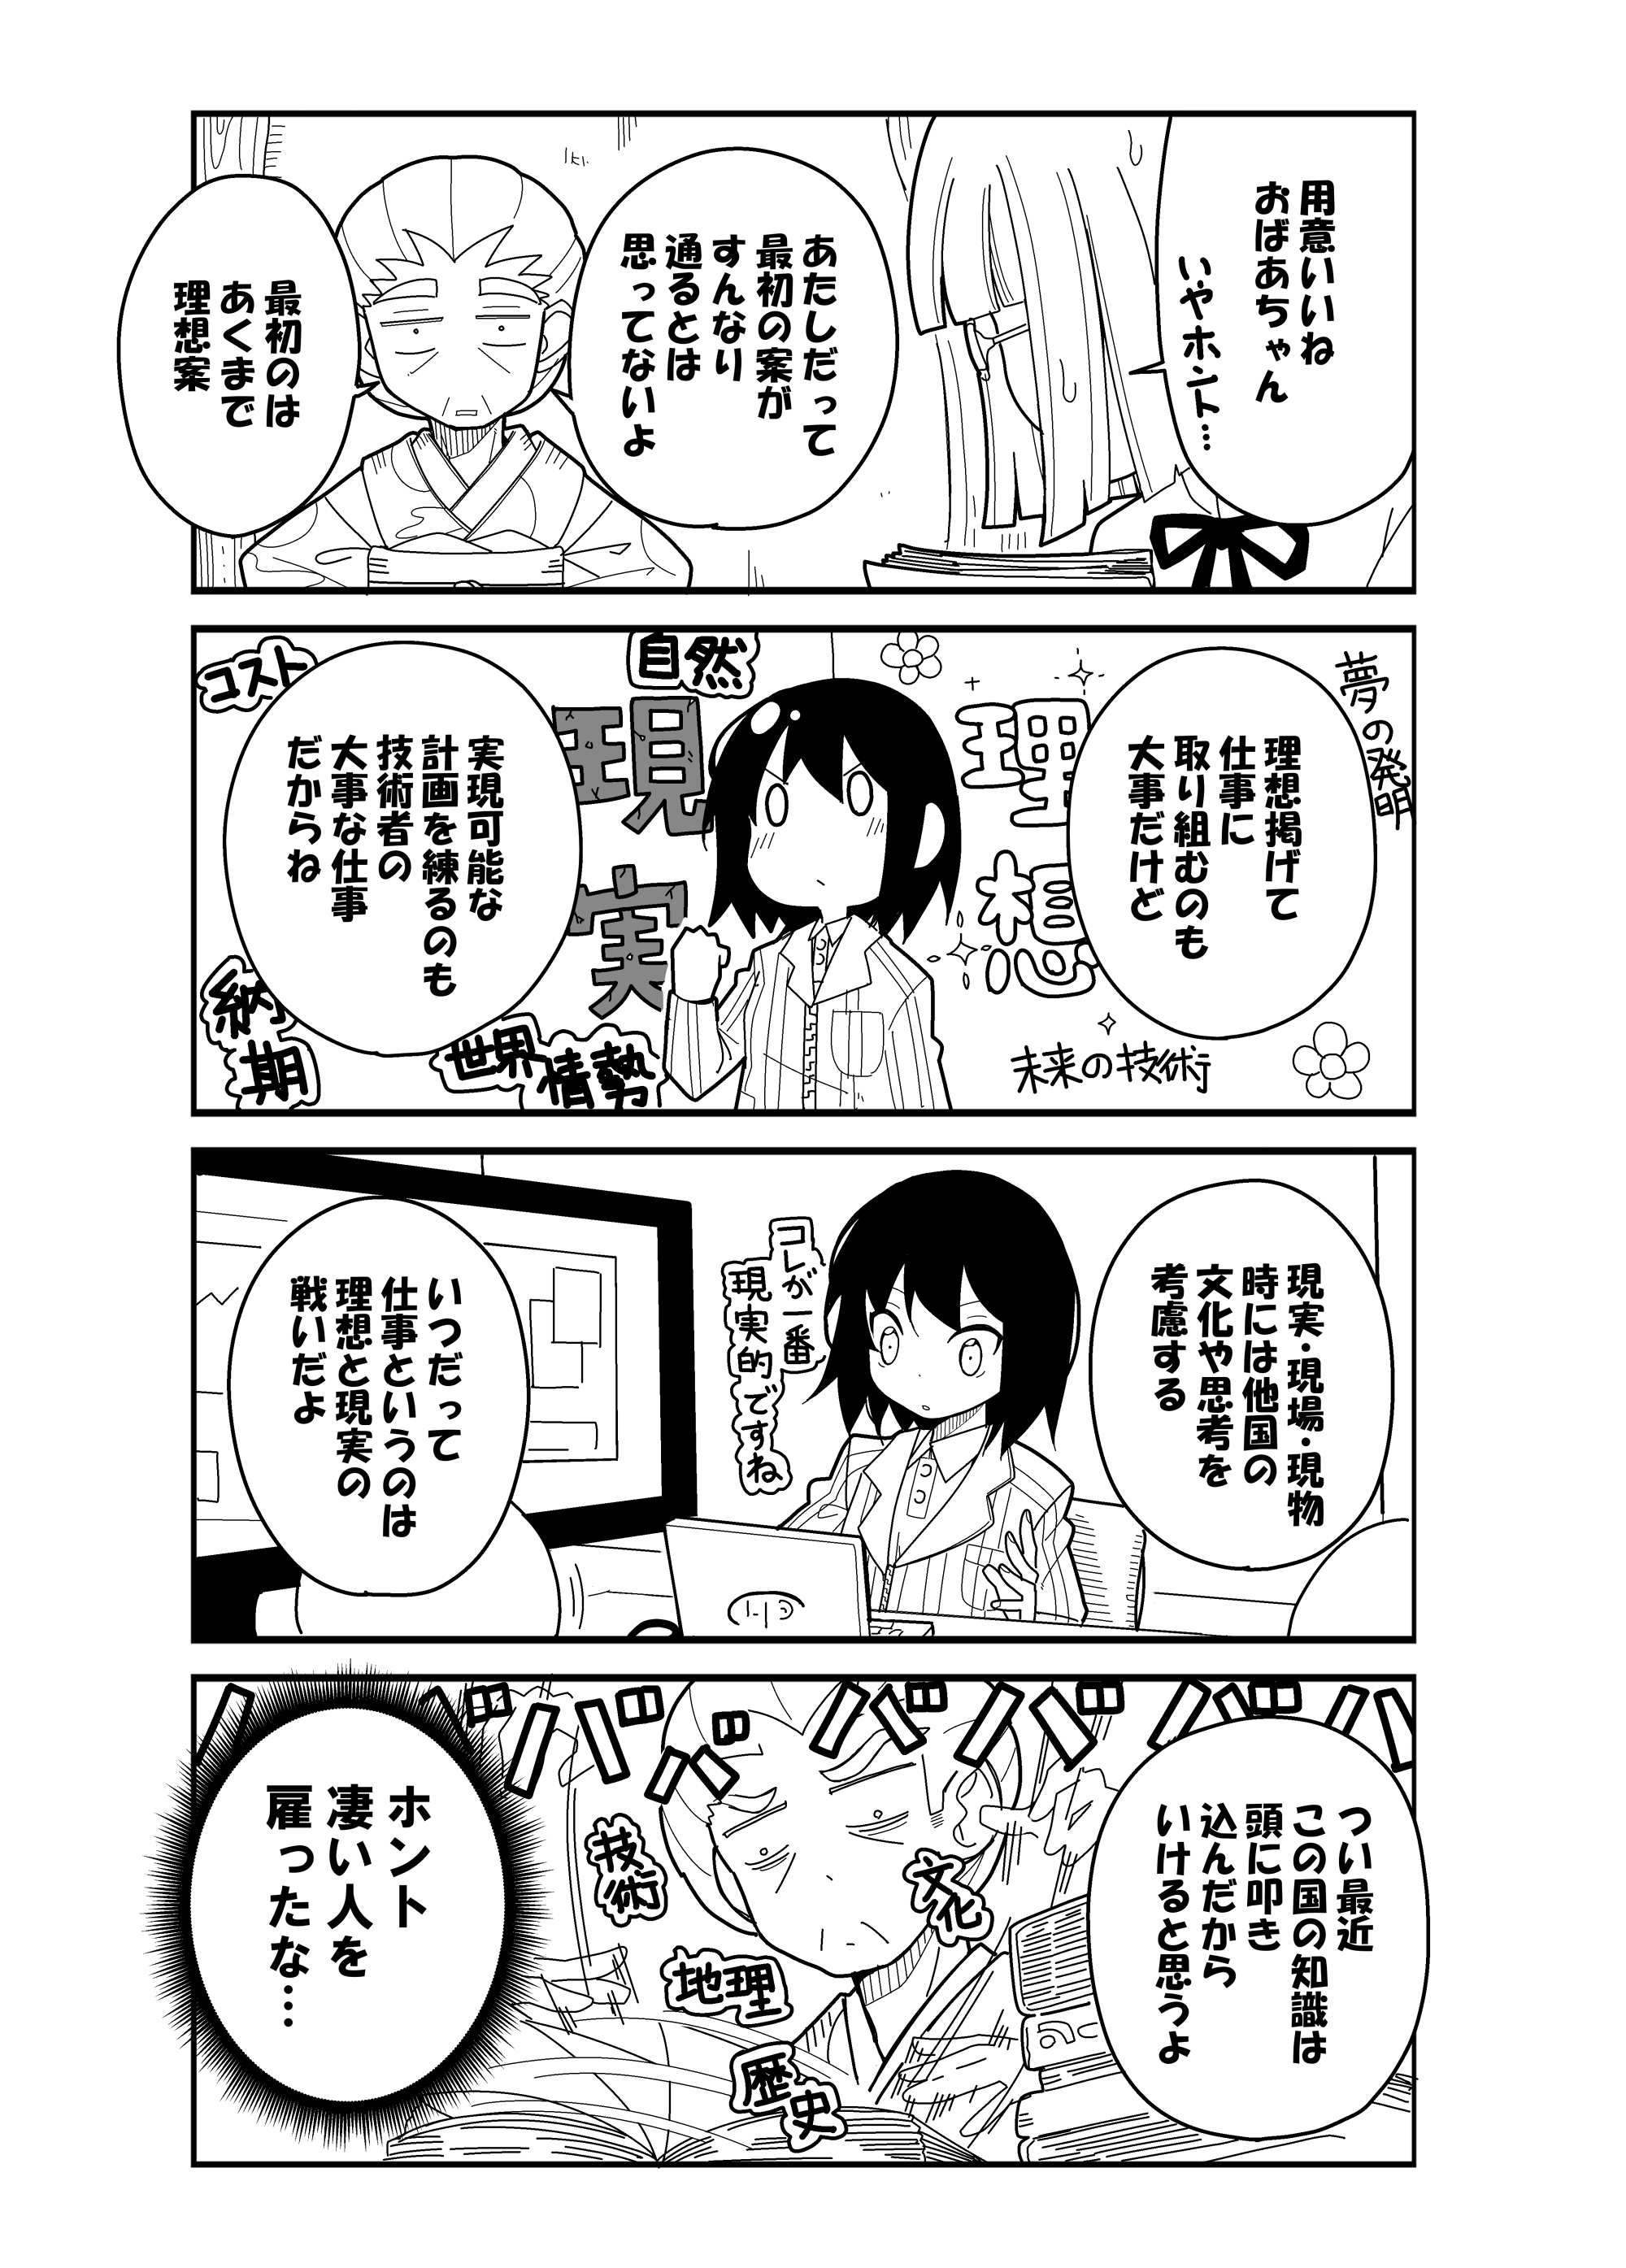 用意いいね
おばあちゃん
いやホント…
あたしだって
最初の案が
すんなり
通るとは
思ってないよ
最初のは
あくまで
理想案
夢の発明
理想掲げて
仕事に
取り組むのも
大事だけど
理想
未来の技術
自然
現実
実現可能な
計画を練るのも
技術者の
大事な仕事
だからね
コスト
納期
世界
情勢
現実・現場・現物
時には他国の
文化や思考を
考慮する
コレが一番
現実的ですね
いつだって
仕事というのは
理想と現実の
戦いだよ
つい最近
この国の知識は
頭に叩き
込んだから
いけると思うよ
ババババババ
文化
技術
地理
歴史
ホント
凄い人を
雇ったな…